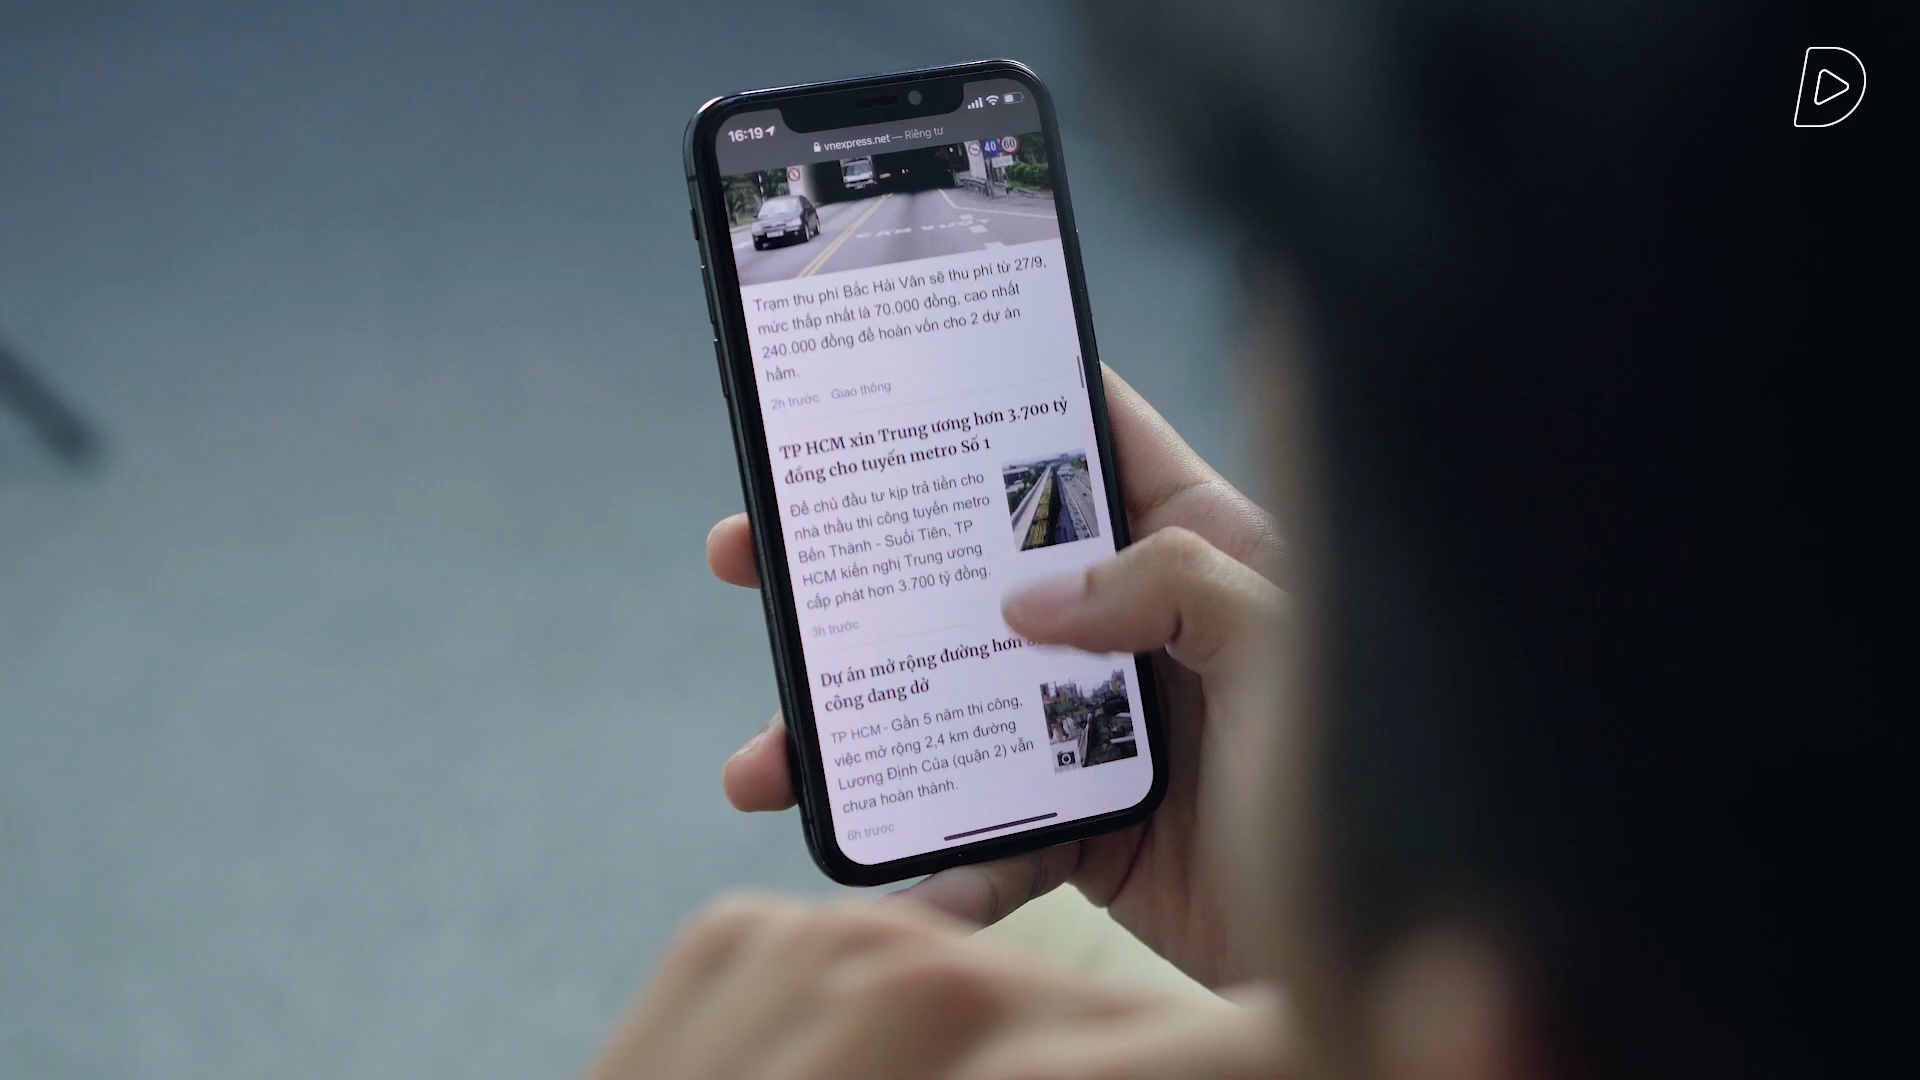 16:19
vnexpress.net — Riêng tư
40 60
CẤM VƯỢT
Trạm thu phí Bắc Hải Vân sẽ thu phí từ 27/9,
mức thấp nhất là 70.000 đồng, cao nhất
240.000 đồng để hoàn vốn cho 2 dự án
hầm.
2h trước Giao thông
TP HCM xin Trung ương hơn 3.700 tỷ
đồng cho tuyến metro Số 1
Để chủ đầu tư kịp trả tiền cho
nhà thầu thi công tuyến metro
Bến Thành - Suối Tiên, TP
HCM kiến nghị Trung ương
cấp phát hơn 3.700 tỷ đồng.
3h trước
Dự án mở rộng đường hơn
công dang dở
TP HCM - Gần 5 năm thi công,
việc mở rộng 2,4 km đường
Lương Định Của (quận 2) vẫn
chưa hoàn thành.
6h trước